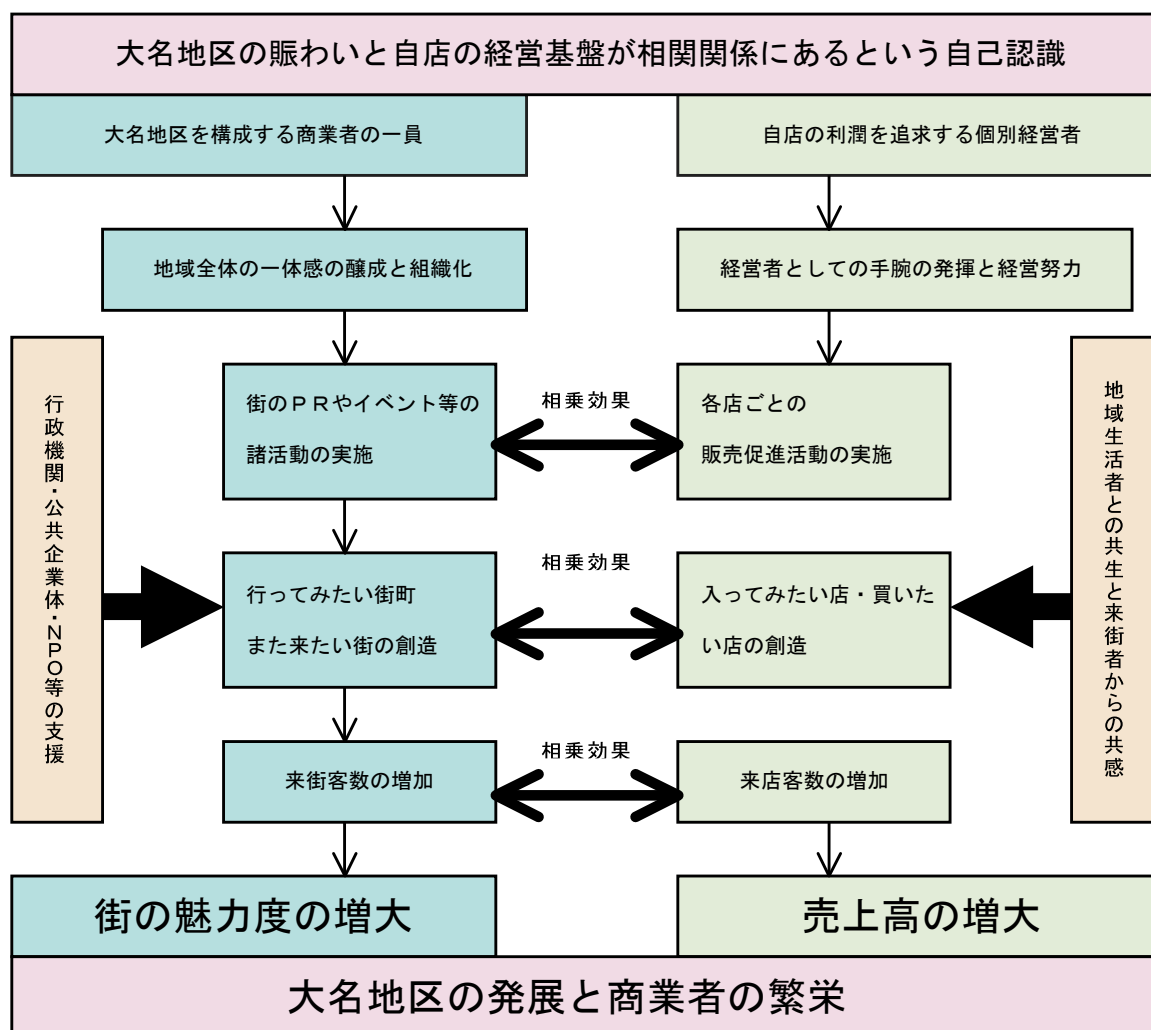 大名地区の賑わいと自店の経営基盤が相関関係にあるという自己認識
大名地区を構成する商業者の一員
自店の利潤を追求する個別経営者
地域全体の一体感の醸成と組織化
経営者としての手腕の発揮と経営努力
行政機関・公共企業体・NPO等の支援
街のPRやイベント等の
諸活動の実施
相乗効果
各店ごとの
販売促進活動の実施
地域生活者との共生と来街者からの共感
行ってみたい街町
また来たい街の創造
相乗効果
入ってみたい店・買いた
い店の創造
来街客数の増加
相乗効果
来店客数の増加
街の魅力度の増大
売上高の増大
大名地区の発展と商業者の繁栄